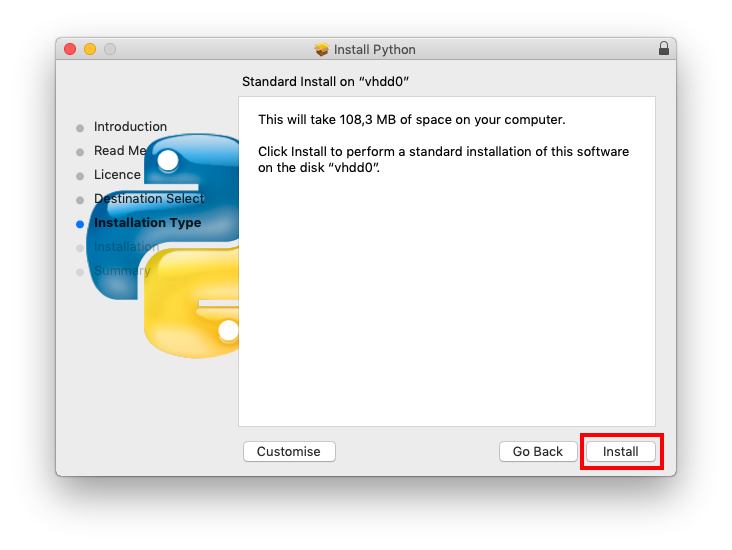 Install Python
Standard Install on “vhdd0”
Introduction
Read Me
Licence
Destination Select
Installation Type
Installation
Summary
This will take 108,3 MB of space on your computer.
Click Install to perform a standard installation of this software
on the disk “vhdd0”.
Customise
Go Back
Install